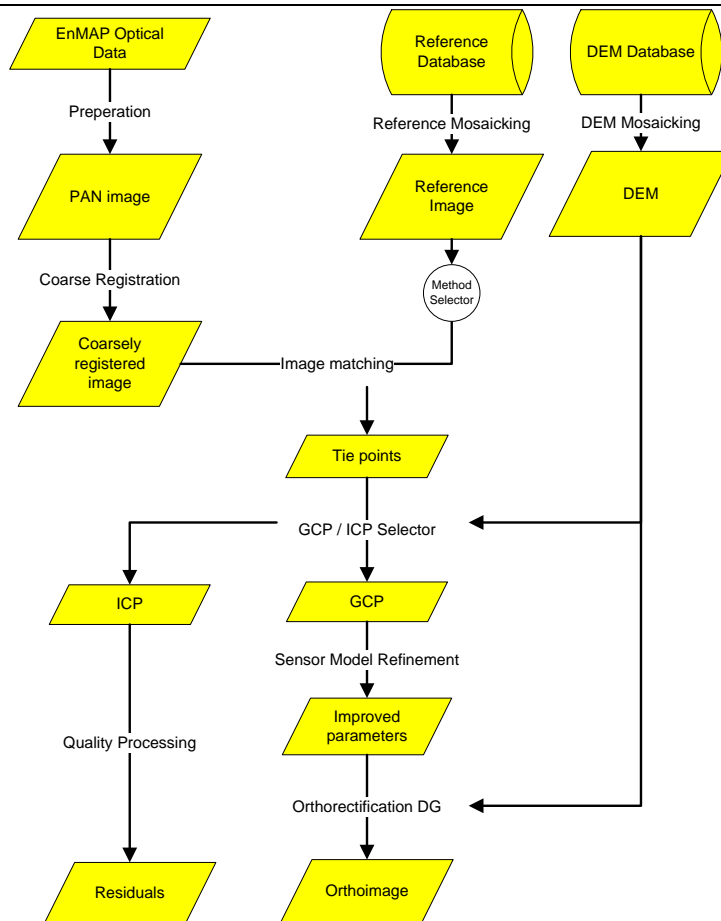 EnMAP Optical
Data
Reference
Database
DEM Database
Preperation
Reference Mosaicking
DEM Mosaicking
PAN image
Reference
Image
DEM
Coarse Registration
Method
Selector
Coarsely
registered
image
Image matching
Tie points
GCP / ICP Selector
ICP
GCP
Sensor Model Refinement
Improved
parameters
Quality Processing
Orthorectification DG
Residuals
Orthoimage